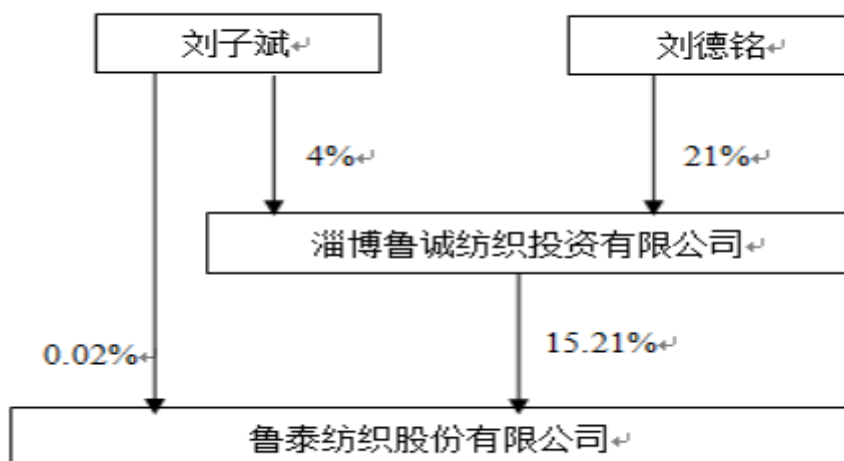 刘子斌
刘德铭
4%
21%
淄博鲁诚纺织投资有限公司
0.02%
15.21%
鲁泰纺织股份有限公司